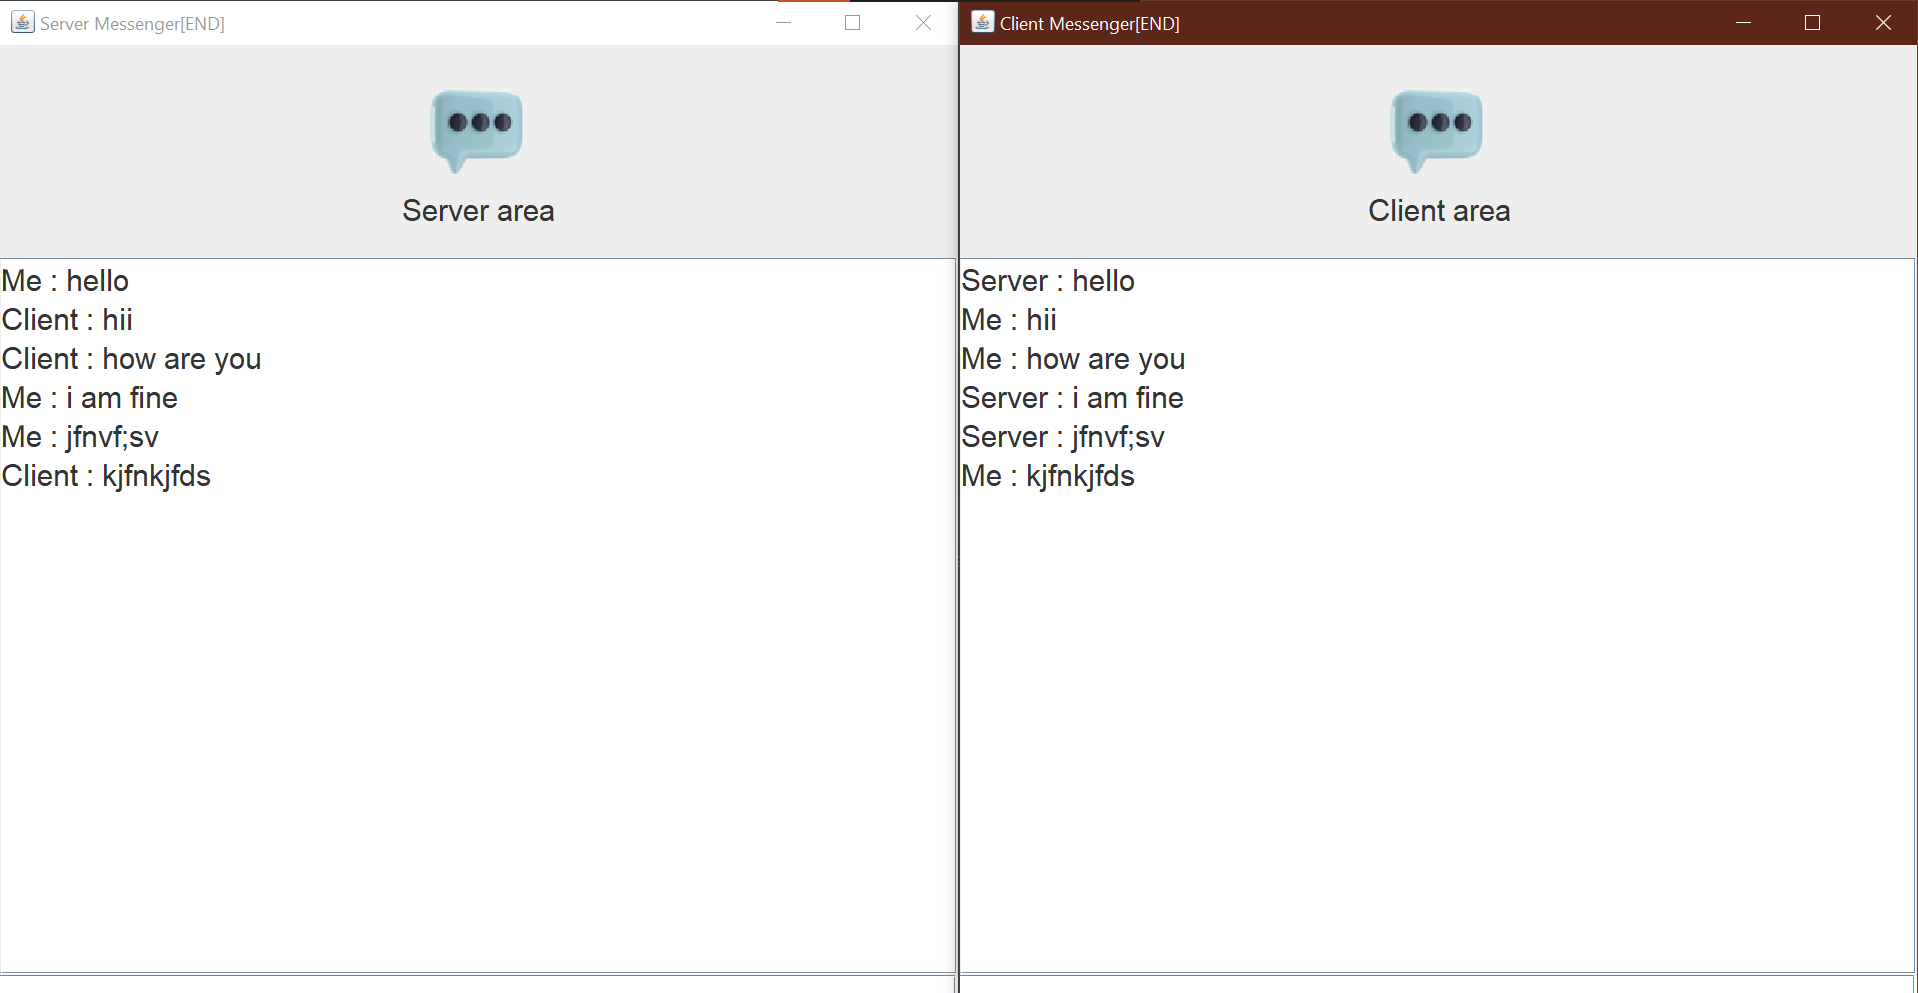 Server Messenger[END]
Server area
Me : hello
Client : hii
Client : how are you
Me : i am fine
Me : jfnvf;sv
Client : kjfnkjfds
Client Messenger[END]
Client area
Server : hello
Me : hii
Me : how are you
Server : i am fine
Server : jfnvf;sv
Me : kjfnkjfds